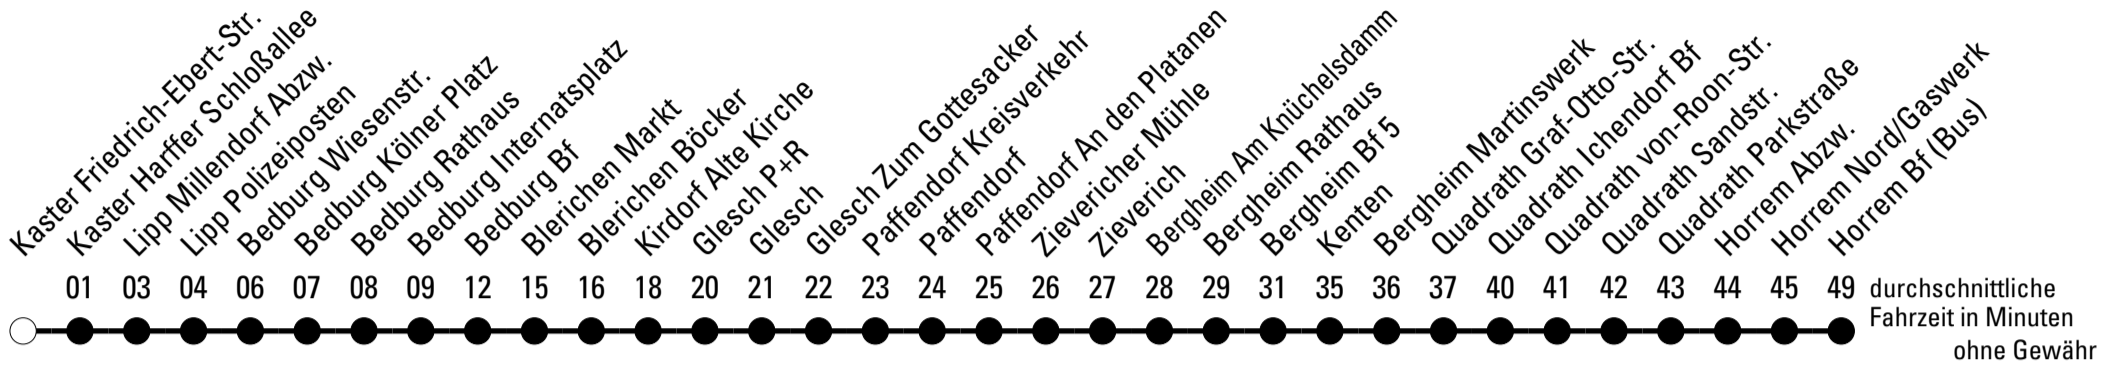 Kaster Friedrich-Ebert-Str.
Kaster Harffer Schloßallee
Lipp Millendorf Abzw.
Lipp Polizeiposten
Bedburg Wiesenstr.
Bedburg Kölner Platz
Bedburg Rathaus
Bedburg Internatsplatz
Bedburg Bf
Blerichen Markt
Blerichen Böcker
Kirdorf Alte Kirche
Glesch P+R
Glesch
Glesch Zum Gottesacker
Paffendorf Kreisverkehr
Paffendorf
Paffendorf An den Platanen
Zievericher Mühle
Zieverich
Bergheim Am Knüchelsdamm
Bergheim Rathaus
Bergheim Bf 5
Kenten
Bergheim Martinswerk
Quadrath Graf-Otto-Str.
Quadrath Ichendorf Bf
Quadrath von-Roon-Str.
Quadrath Sandstr.
Quadrath Parkstraße
Horrem Abzw.
Horrem Nord/Gaswerk
Horrem Bf (Bus)
01 03 04 06 07 08 09 12 15 16 18 20 21 22 23 24 25 26 27 28 29 31 35 36 37 40 41 42 43 44 45 49 durchschnittliche
Fahrzeit in Minuten
ohne Gewähr